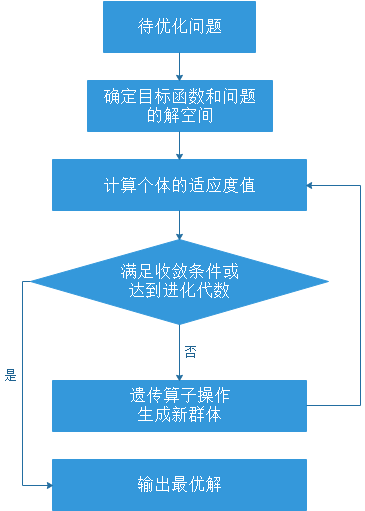 待优化问题
确定目标函数和问题
的解空间
计算个体的适应度值
满足收敛条件或
达到进化代数
否
是
遗传算子操作
生成新群体
输出最优解